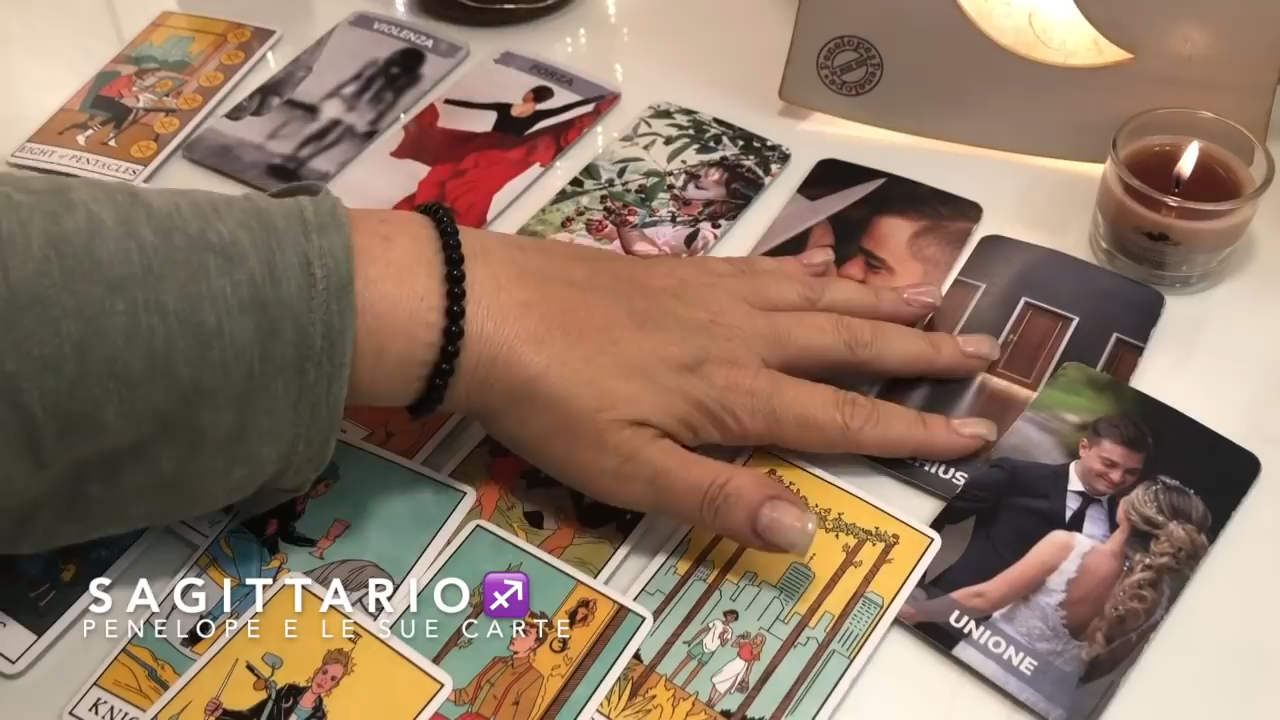 VIOLENZA
FORZA
EIGHT of PENTACLES
Penelope
Penelope
UNIONE
SAGITTARIO♐
PENELOPE E LE SUE CARTE